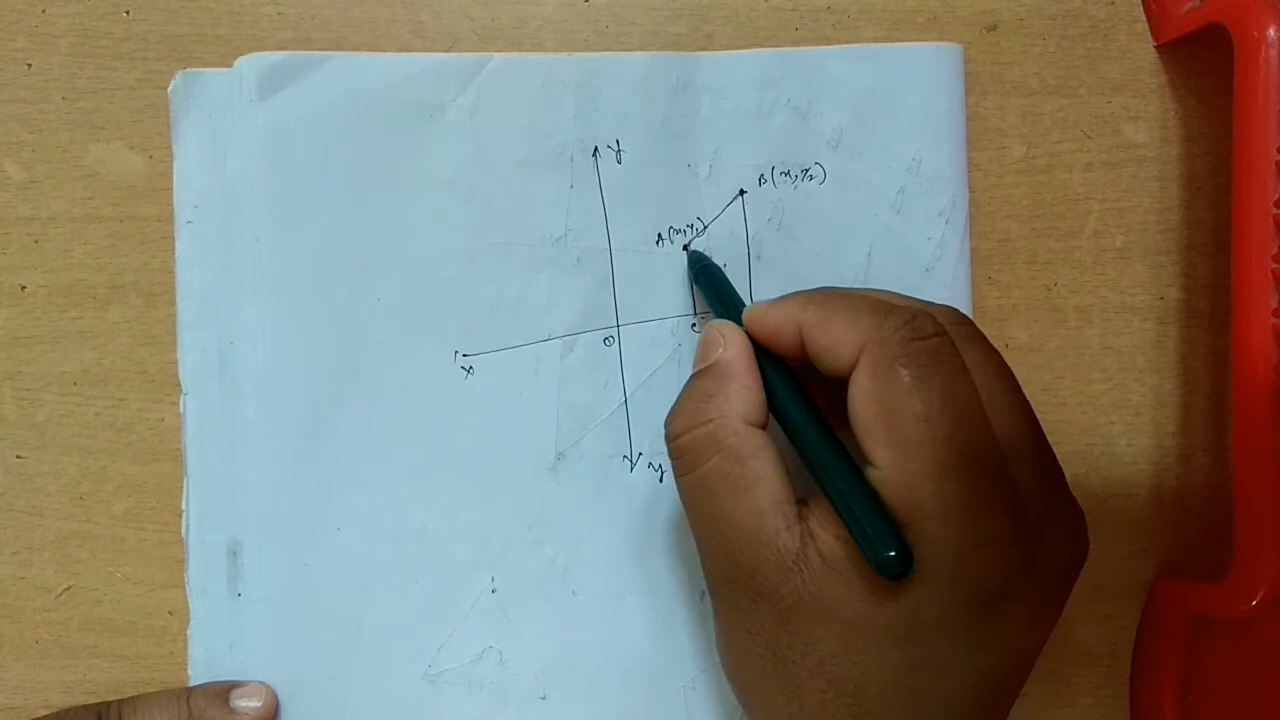 y
B(x₂,y₂)
A(x₁,y₁)
C
O
x
y